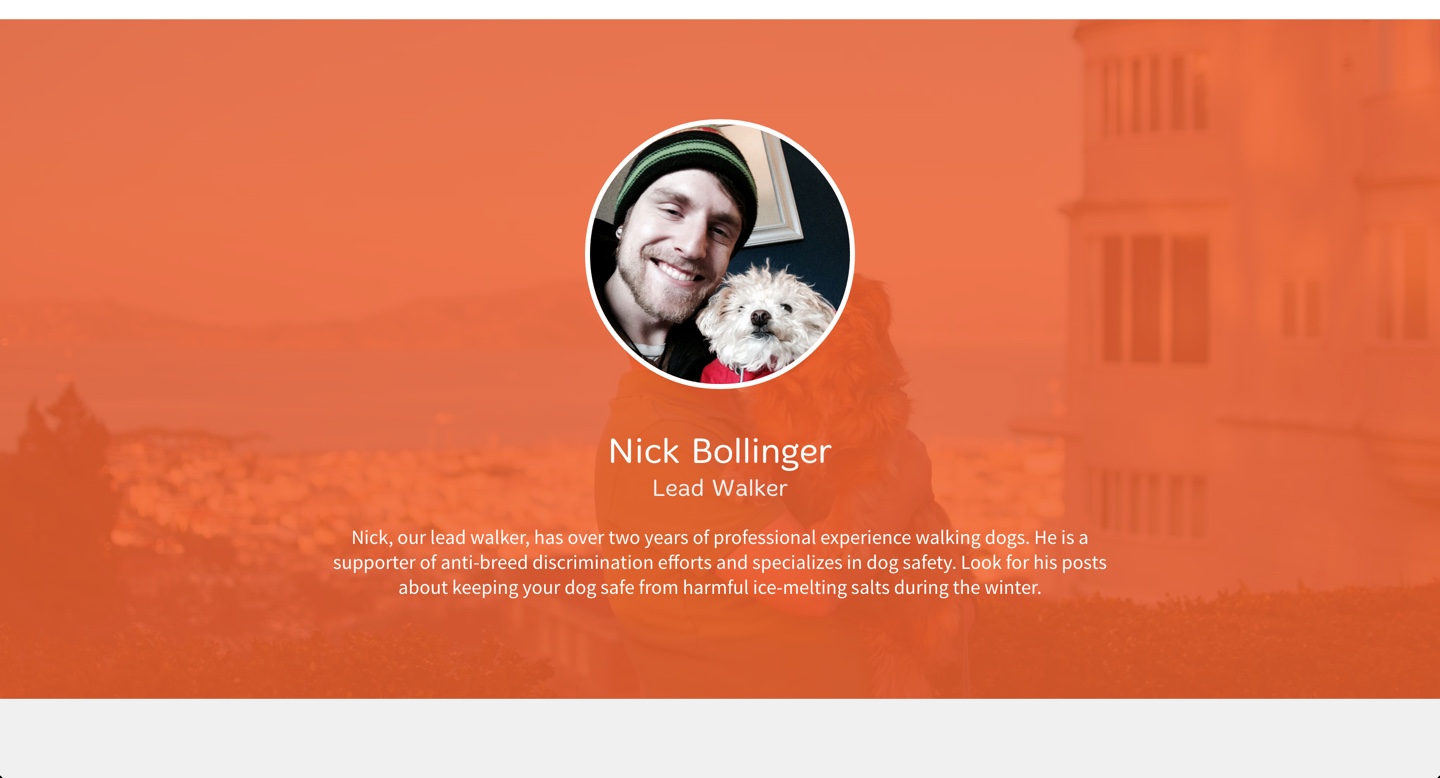 Nick Bollinger
Lead Walker
Nick, our lead walker, has over two years of professional experience walking dogs. He is a
supporter of anti-breed discrimination efforts and specializes in dog safety. Look for his posts
about keeping your dog safe from harmful ice-melting salts during the winter.